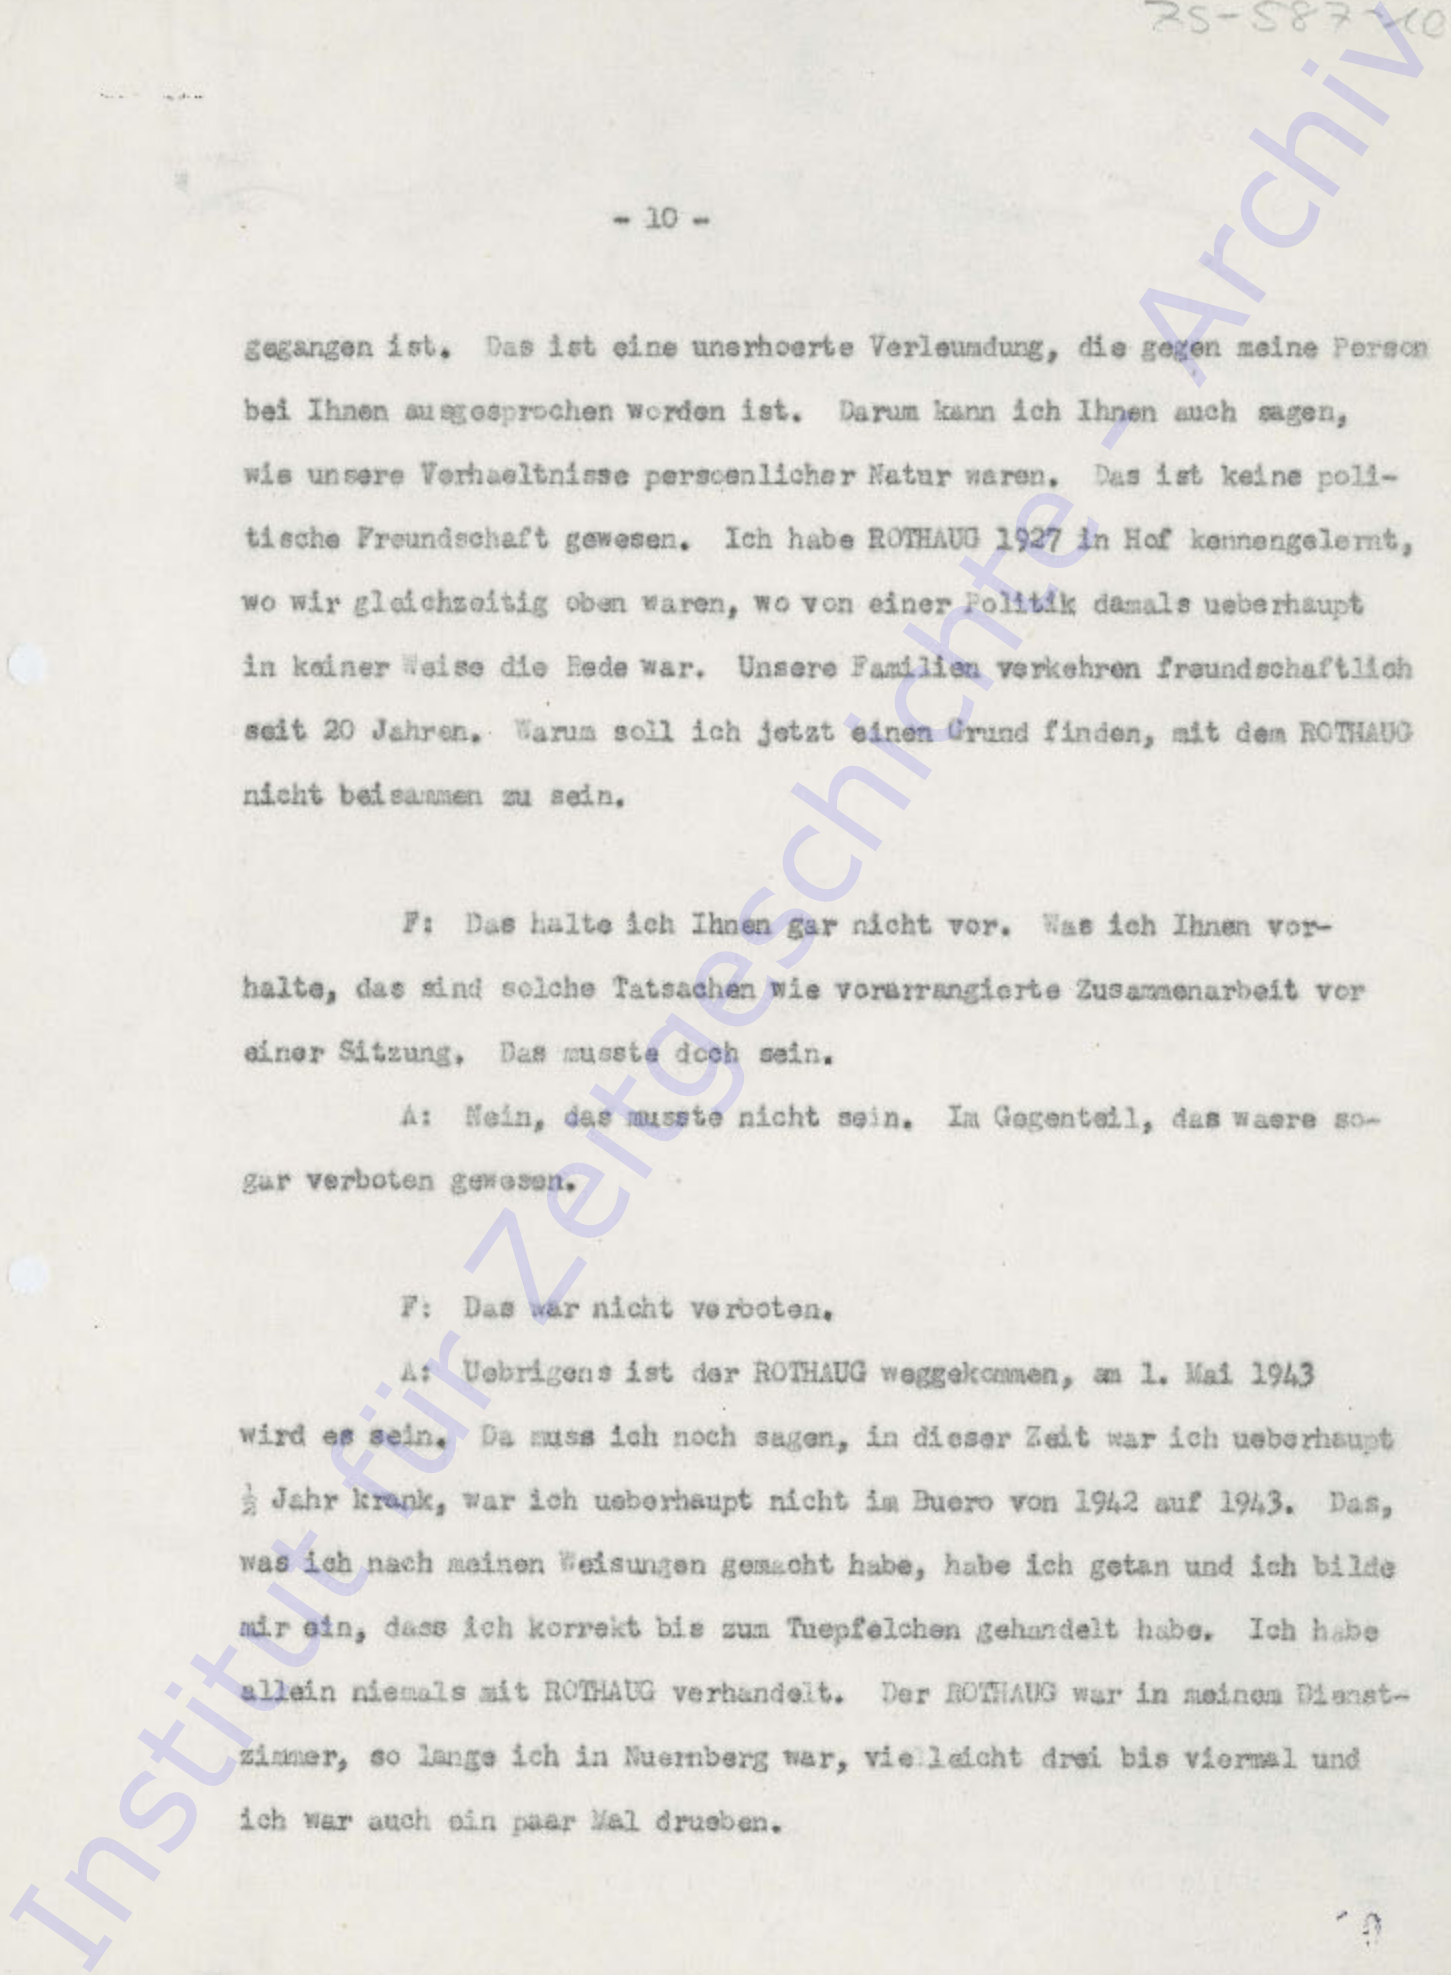 ZS-587-10
- 10 -
gegangen ist. Das ist eine unerhoerte Verleumdung, die gegen meine Person
bei Ihnen ausgesprochen worden ist. Darum kann ich Ihnen auch sagen,
wie unsere Verhaeltnisse persoenlicher Natur waren. Das ist keine poli-
tische Freundschaft gewesen. Ich habe ROTHAUG 1927 in Hof kennengelernt,
wo wir gleichzeitig oben waren, wo von einer Politik damals ueberhaupt
in keiner Weise die Rede war. Unsere Familien verkehren freundschaftlich
seit 20 Jahren. Warum soll ich jetzt einen Grund finden, mit dem ROTHAUG
nicht beisammen zu sein.
F: Das halte ich Ihnen gar nicht vor. Was ich Ihnen vor-
halte, das sind solche Tatsachen wie vorarrangierte Zusammenarbeit vor
einer Sitzung. Das musste doch sein.
A: Nein, das musste nicht sein. Im Gegenteil, das waere so-
gar verboten gewesen.
F: Das war nicht verboten.
A: Uebrigens ist der ROTHAUG weggekommen, am 1. Mai 1943
wird es sein. Da muss ich noch sagen, in dieser Zeit war ich ueberhaupt
½ Jahr krank, war ich ueberhaupt nicht im Buero von 1942 auf 1943. Das,
was ich nach meinen Weisungen gemacht habe, habe ich getan und ich bilde
mir ein, dass ich korrekt bis zum Tuepfelchen gehandelt habe. Ich habe
allein niemals mit ROTHAUG verhandelt. Der ROTHAUG war in meinem Dienst-
zimmer, so lange ich in Nuernberg war, vielleicht drei bis viermal und
ich war auch ein paar Mal drueben.
Institut für Zeitgeschichte - Archiv